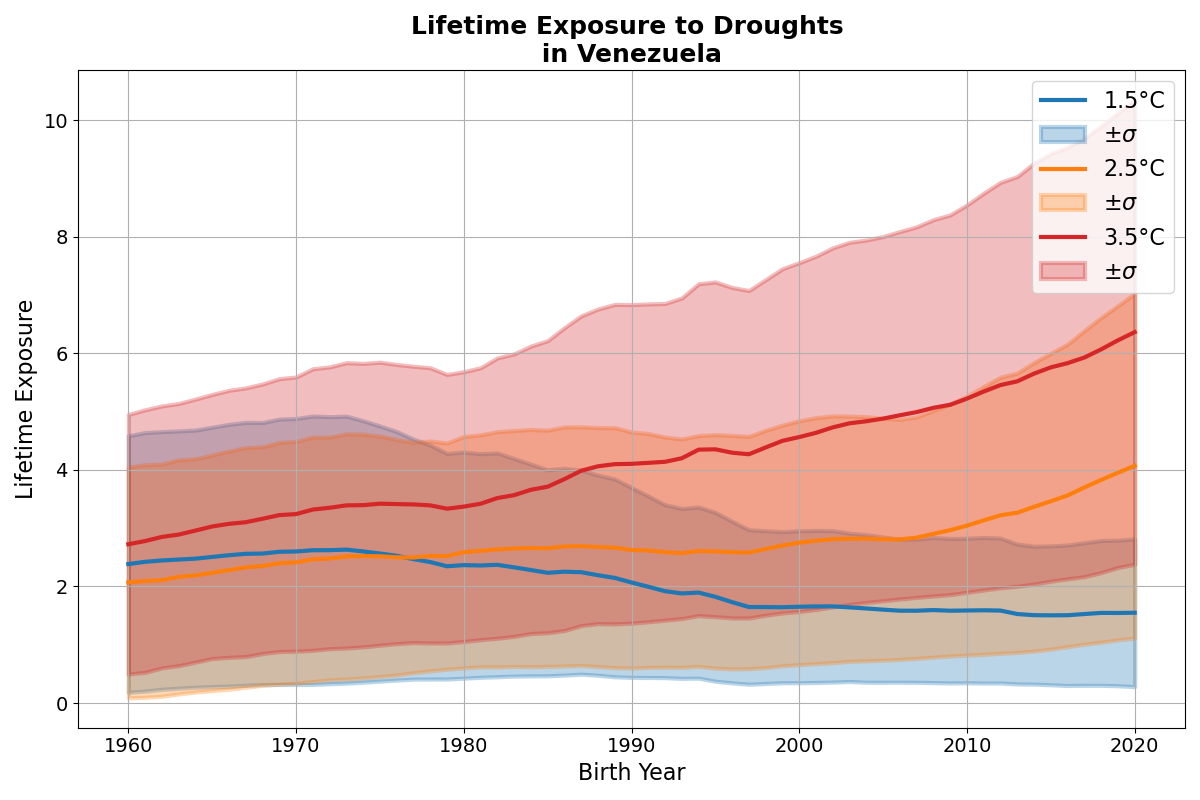 Lifetime Exposure to Droughts
in Venezuela
Lifetime Exposure
10
8
6
4
2
0
1960
1970
1980
1990
2000
2010
2020
Birth Year
1.5°C
±σ
2.5°C
±σ
3.5°C
±σ